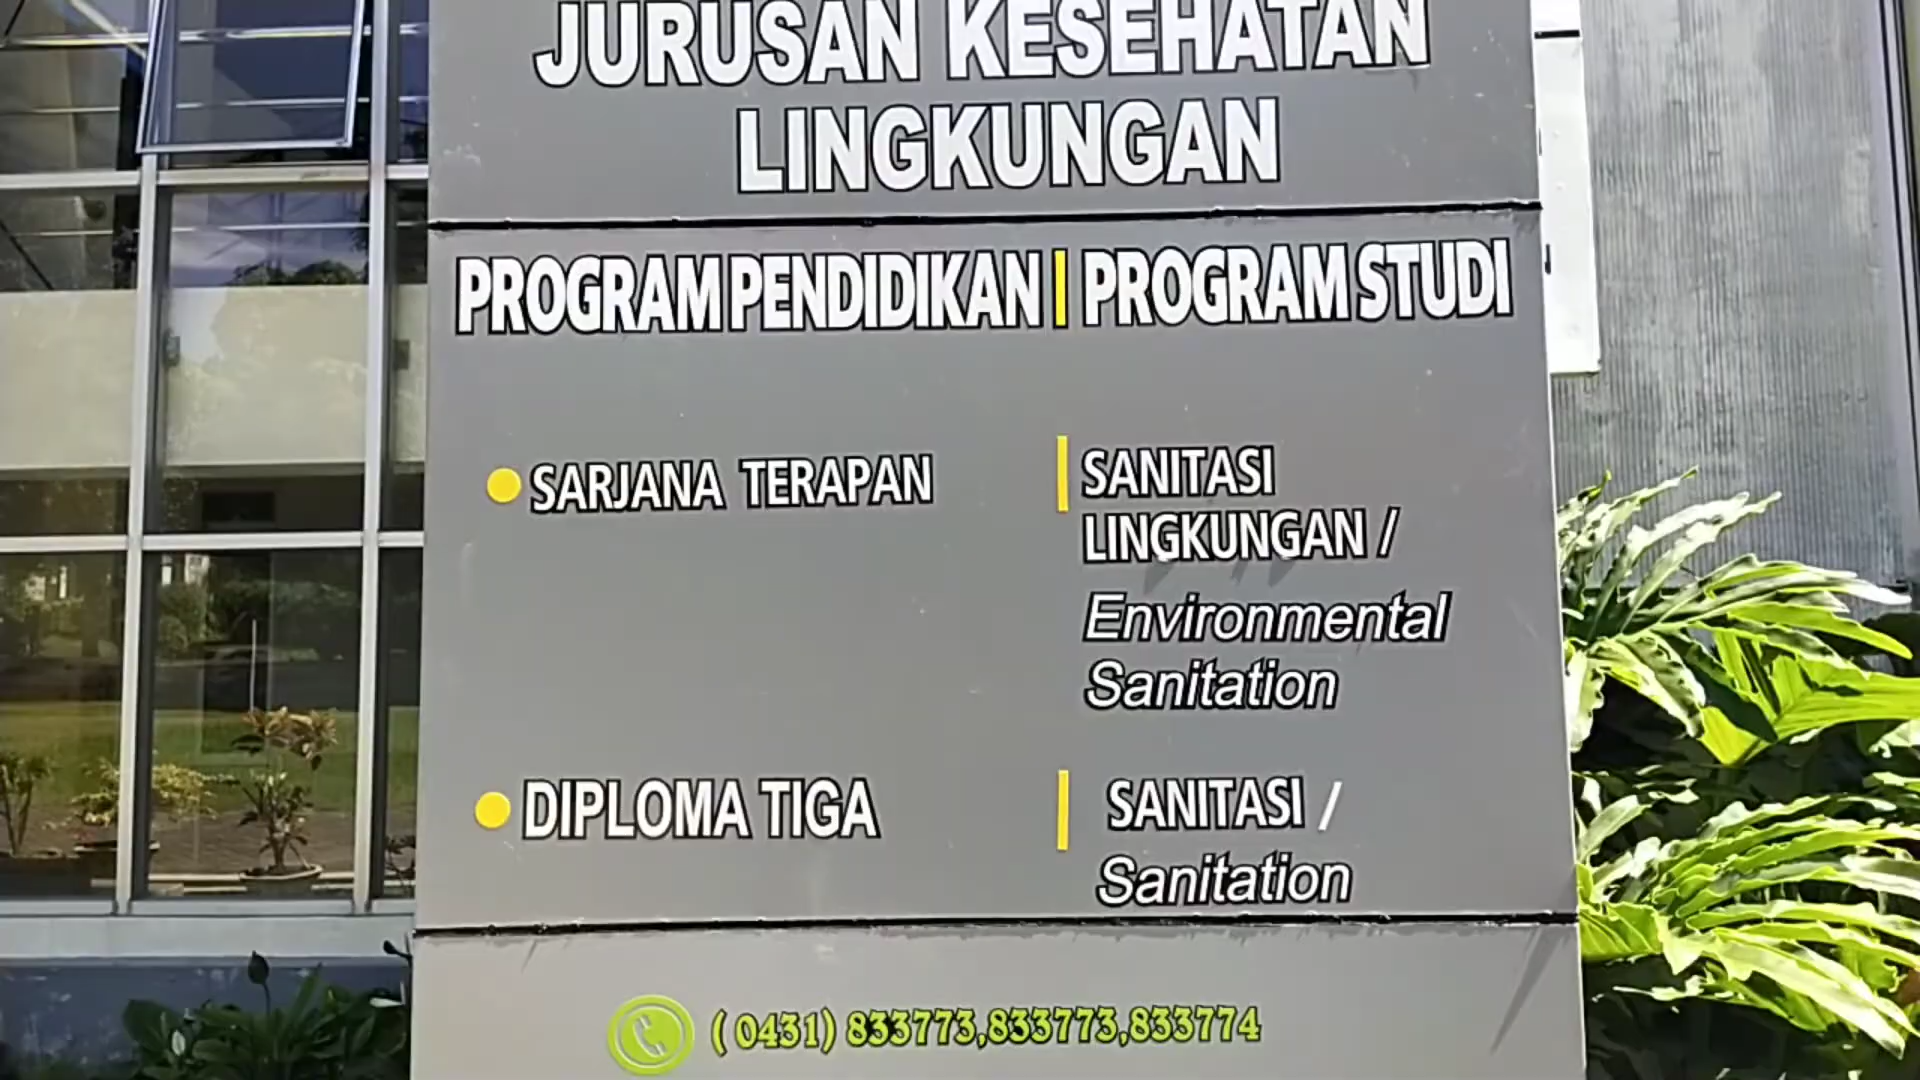 JURUSAN KESEHATAN
LINGKUNGAN
PROGRAM PENDIDIKAN | PROGRAM STUDI
SARJANA TERAPAN
SANITASI
LINGKUNGAN /
Environmental
Sanitation
DIPLOMA TIGA
SANITASI /
Sanitation
( 0431) 833773,833773,833774